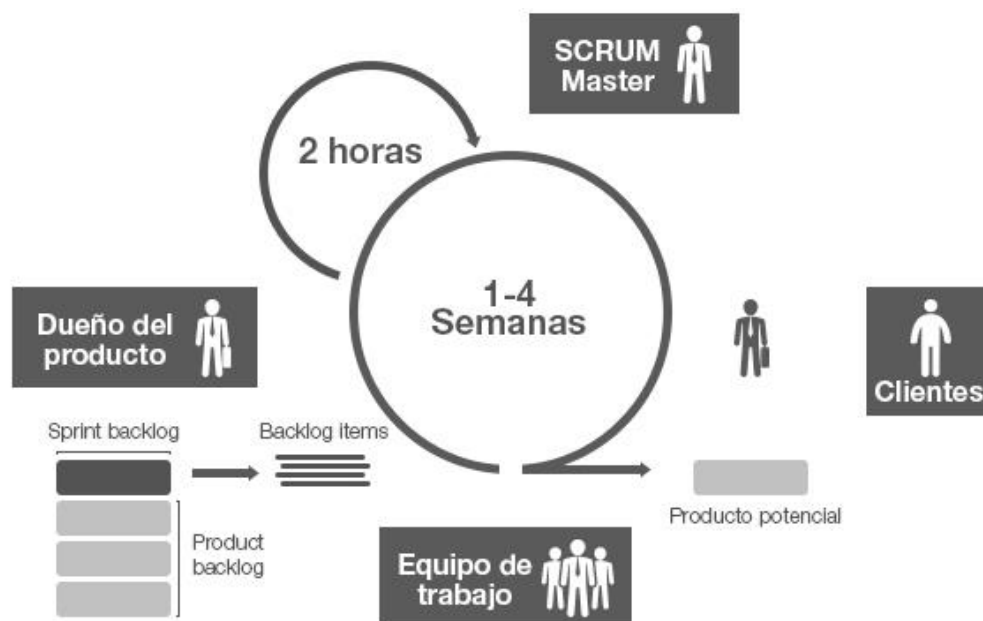 SCRUM
Master
2 horas
1-4
Semanas
Dueño del
producto
Clientes
Sprint backlog
Backlog items
Product
backlog
Producto potencial
Equipo de
trabajo